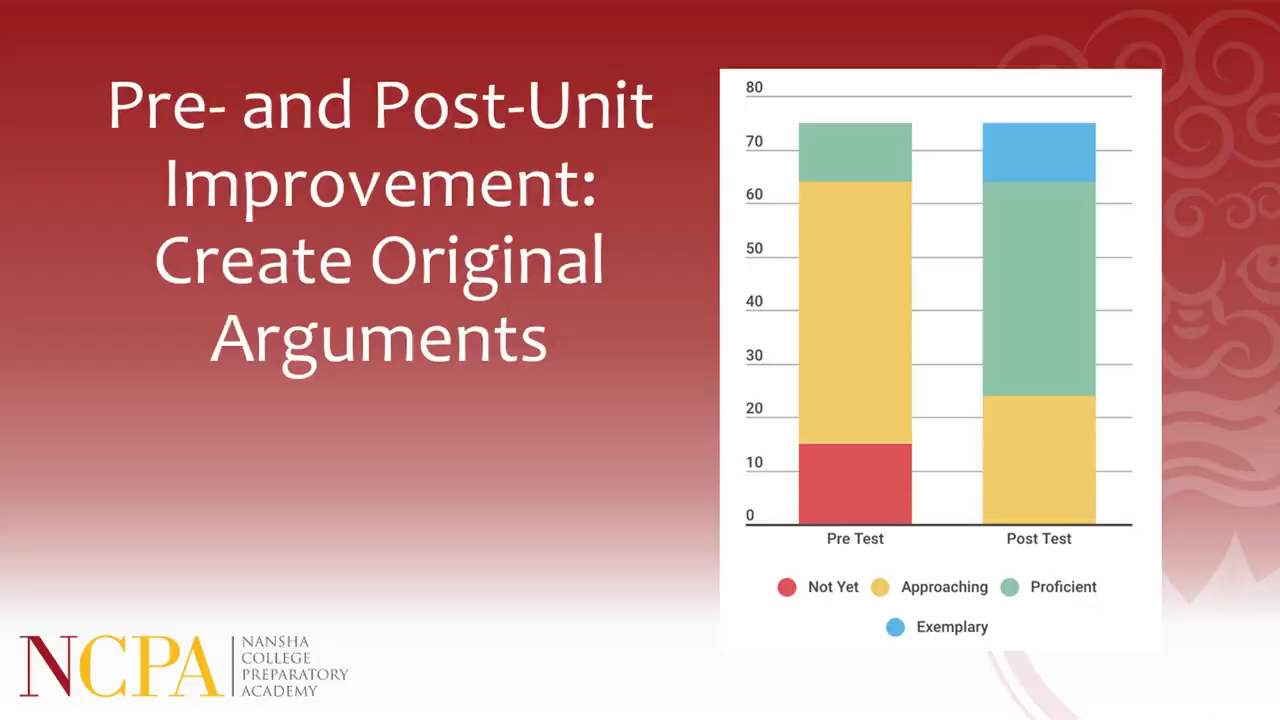 Pre- and Post-Unit
Improvement:
Create Original
Arguments
80
70
60
50
40
30
20
10
0
Pre Test Post Test
Not Yet Approaching Proficient
Exemplary
NCPA
NANSHA
COLLEGE
PREPARATORY
ACADEMY